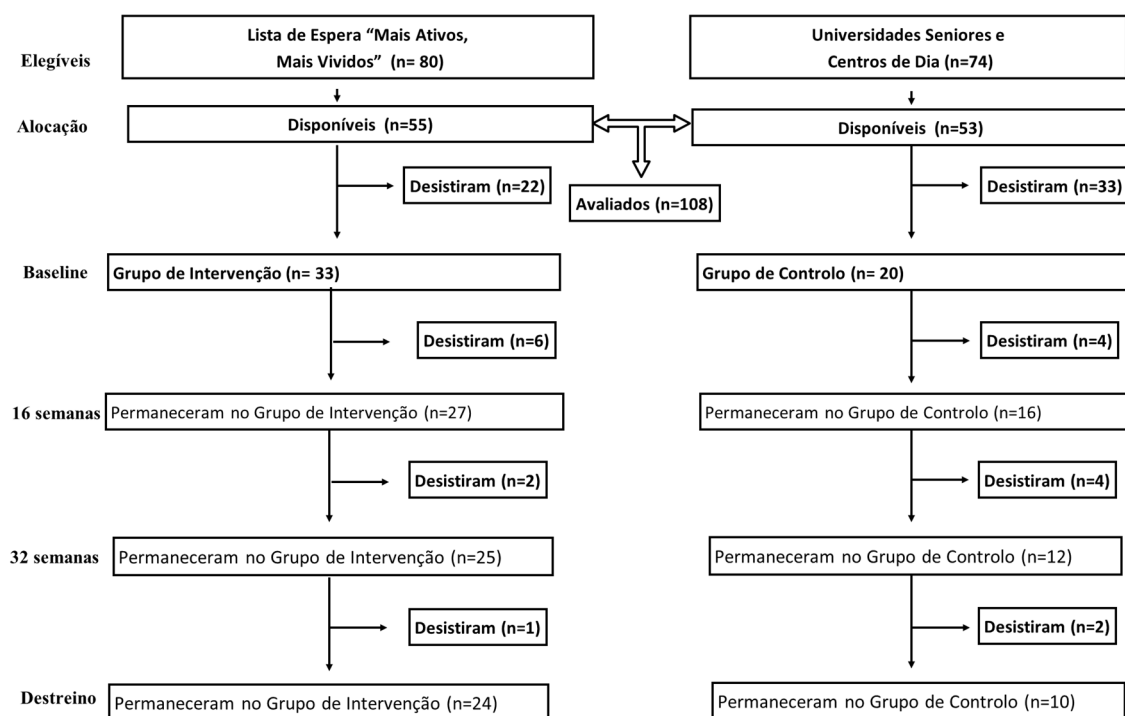 Elegíveis
Lista de Espera “Mais Ativos,
Mais Vividos” (n= 80)
Universidades Seniores e
Centros de Dia (n=74)
Alocação
Disponíveis (n=55)
Disponíveis (n=53)
Desistiram (n=22)
Avaliados (n=108)
Desistiram (n=33)
Baseline
Grupo de Intervenção (n= 33)
Grupo de Controlo (n= 20)
Desistiram (n=6)
Desistiram (n=4)
16 semanas
Permaneceram no Grupo de Intervenção (n=27)
Permaneceram no Grupo de Controlo (n=16)
Desistiram (n=2)
Desistiram (n=4)
32 semanas
Permaneceram no Grupo de Intervenção (n=25)
Permaneceram no Grupo de Controlo (n=12)
Desistiram (n=1)
Desistiram (n=2)
Destreino
Permaneceram no Grupo de Intervenção (n=24)
Permaneceram no Grupo de Controlo (n=10)